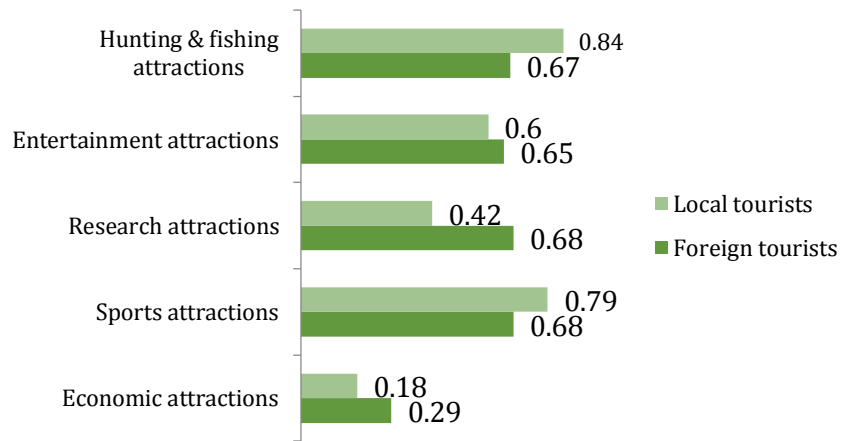 Hunting & fishing
attractions
0.84
0.67
Entertainment attractions
0.6
0.65
Research attractions
0.42
0.68
Sports attractions
0.79
0.68
Economic attractions
0.18
0.29
Local tourists
Foreign tourists